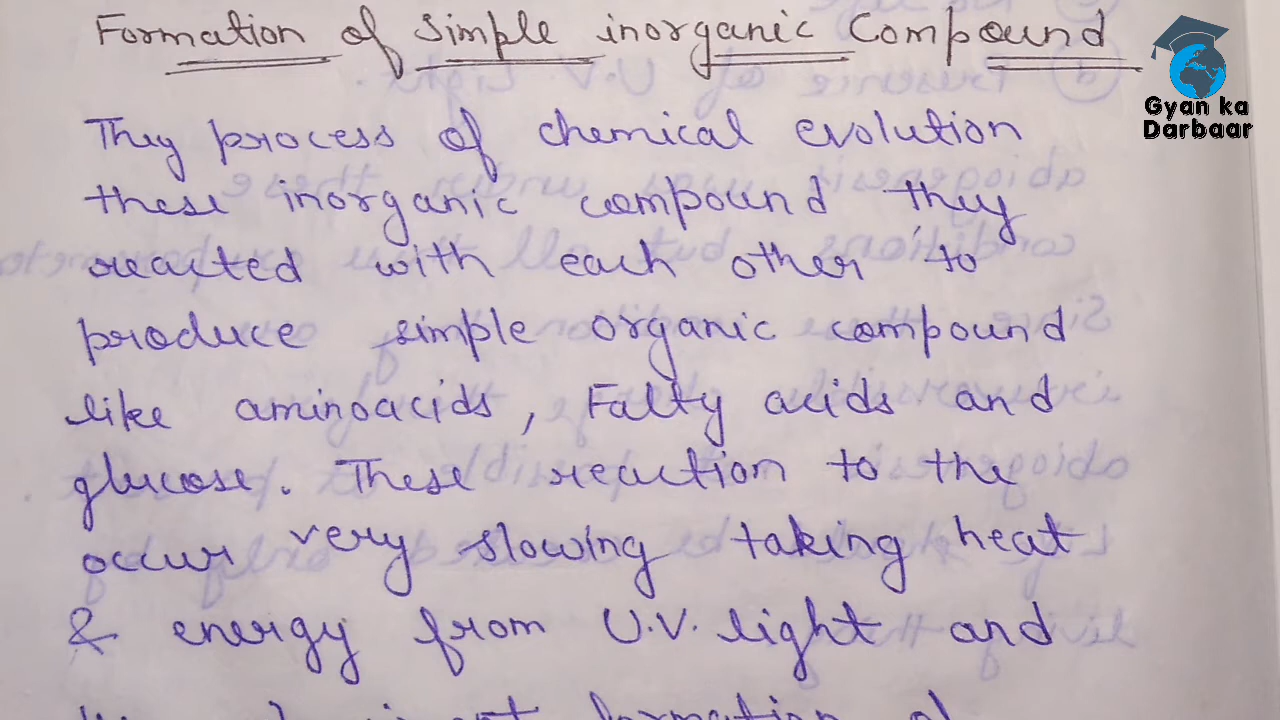 Formation of simple inorganic Compound
Gyan ka
Darbaar
They process of chemical evolution
these inorganic compound they
reacted with each other to
produce simple organic compound
like aminoacids, Fatty acids and
glucose. These reaction to the
occur very slowing taking heat
& energy from U.V. light and
formation of